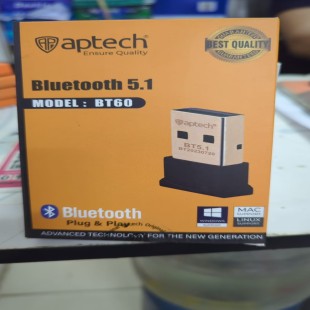 aptech
Ensure Quality
BEST QUALITY
Bluetooth 5.1
MODEL : BT60
aptech
BT5.1
Bluetooth
Plug & Play
WINDOWS
MAC
LINUX
ADVANCED TECHNOLOGY FOR THE NEW GENERATION